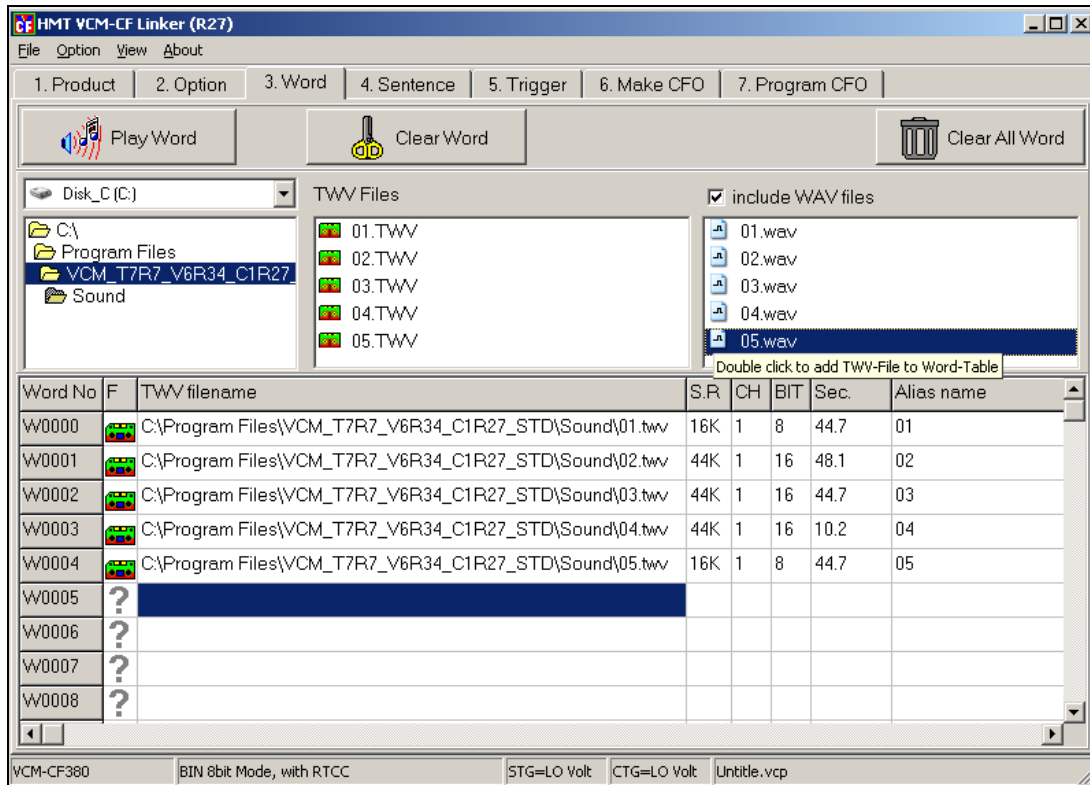 HMT VCM-CF Linker (R27)
File Option View About
1. Product 2. Option 3. Word 4. Sentence 5. Trigger 6. Make CFO 7. Program CFO
Play Word Clear Word Clear All Word
Disk_C (C:) TWV Files include WAV files
C:\ 01.TWV 01.wav
Program Files 02.TWV 02.wav
VCM_T7R7_V6R34_C1R27_ 03.TWV 03.wav
Sound 04.TWV 04.wav
05.TWV 05.wav
Double click to add TWV-File to Word-Table
Word No F TWV filename S.R CH BIT Sec. Alias name
W0000 C:\Program Files\VCM_T7R7_V6R34_C1R27_STD\Sound\01.twv 16K 1 8 44.7 01
W0001 C:\Program Files\VCM_T7R7_V6R34_C1R27_STD\Sound\02.twv 44K 1 16 48.1 02
W0002 C:\Program Files\VCM_T7R7_V6R34_C1R27_STD\Sound\03.twv 44K 1 16 44.7 03
W0003 C:\Program Files\VCM_T7R7_V6R34_C1R27_STD\Sound\04.twv 44K 1 16 10.2 04
W0004 C:\Program Files\VCM_T7R7_V6R34_C1R27_STD\Sound\05.twv 16K 1 8 44.7 05
W0005 ?
W0006 ?
W0007 ?
W0008 ?
VCM-CF380 BIN 8bit Mode, with RTCC STG=LO Volt CTG=LO Volt Untitle.vcp